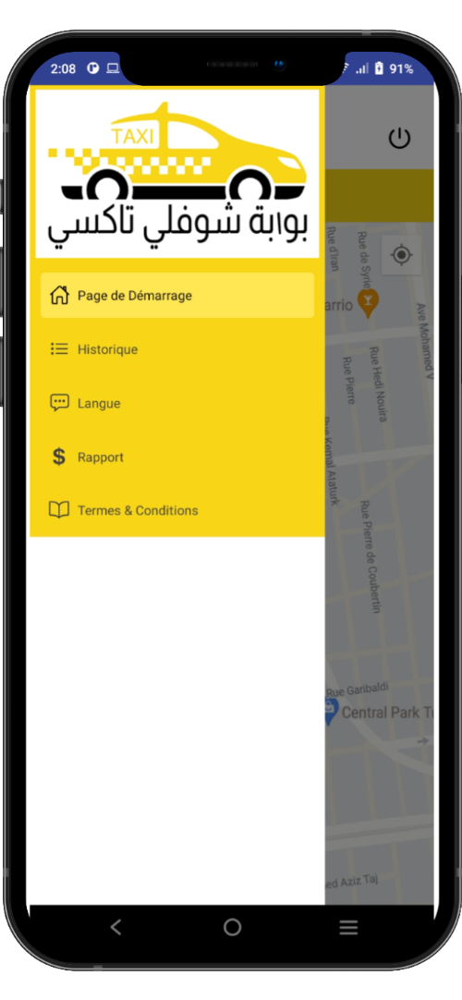 2:08
91%
TAXI
بوابة شوفلي تاكسي
Page de Démarrage
Historique
Langue
$ Rapport
Termes & Conditions
Rue d'Iran
Rue de Syrie
arrio
Ave Mohamed V
Rue Hedi Nouira
Rue Pierre
Rue Kemal Ataturk
Rue Pierre de Coubertin
Rue Garibaldi
Central Park
ed Aziz Taj